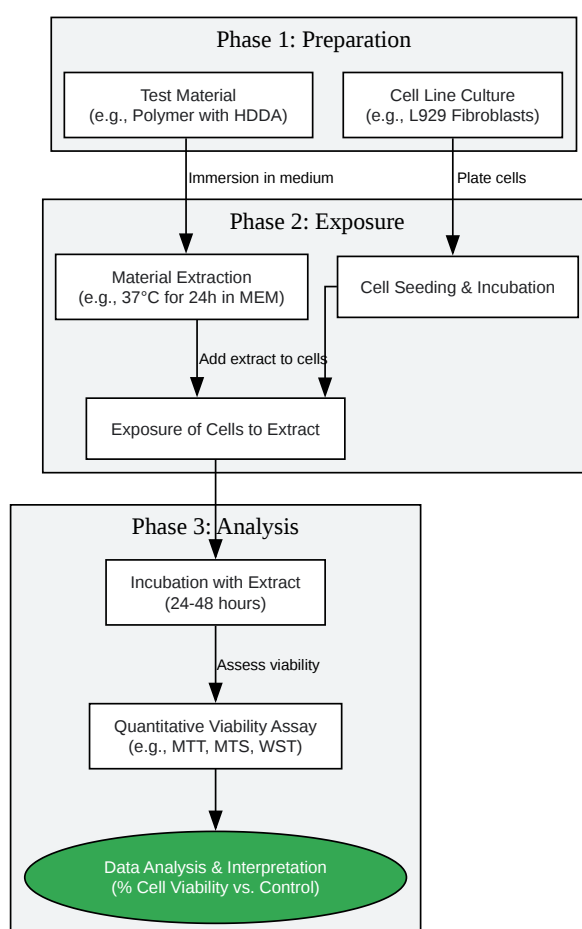 Phase 1: Preparation
Test Material
(e.g., Polymer with HDDA)
Cell Line Culture
(e.g., L929 Fibroblasts)
Immersion in medium
Plate cells
Phase 2: Exposure
Material Extraction
(e.g., 37°C for 24h in MEM)
Cell Seeding & Incubation
Add extract to cells
Exposure of Cells to Extract
Phase 3: Analysis
Incubation with Extract
(24-48 hours)
Assess viability
Quantitative Viability Assay
(e.g., MTT, MTS, WST)
Data Analysis & Interpretation
(% Cell Viability vs. Control)